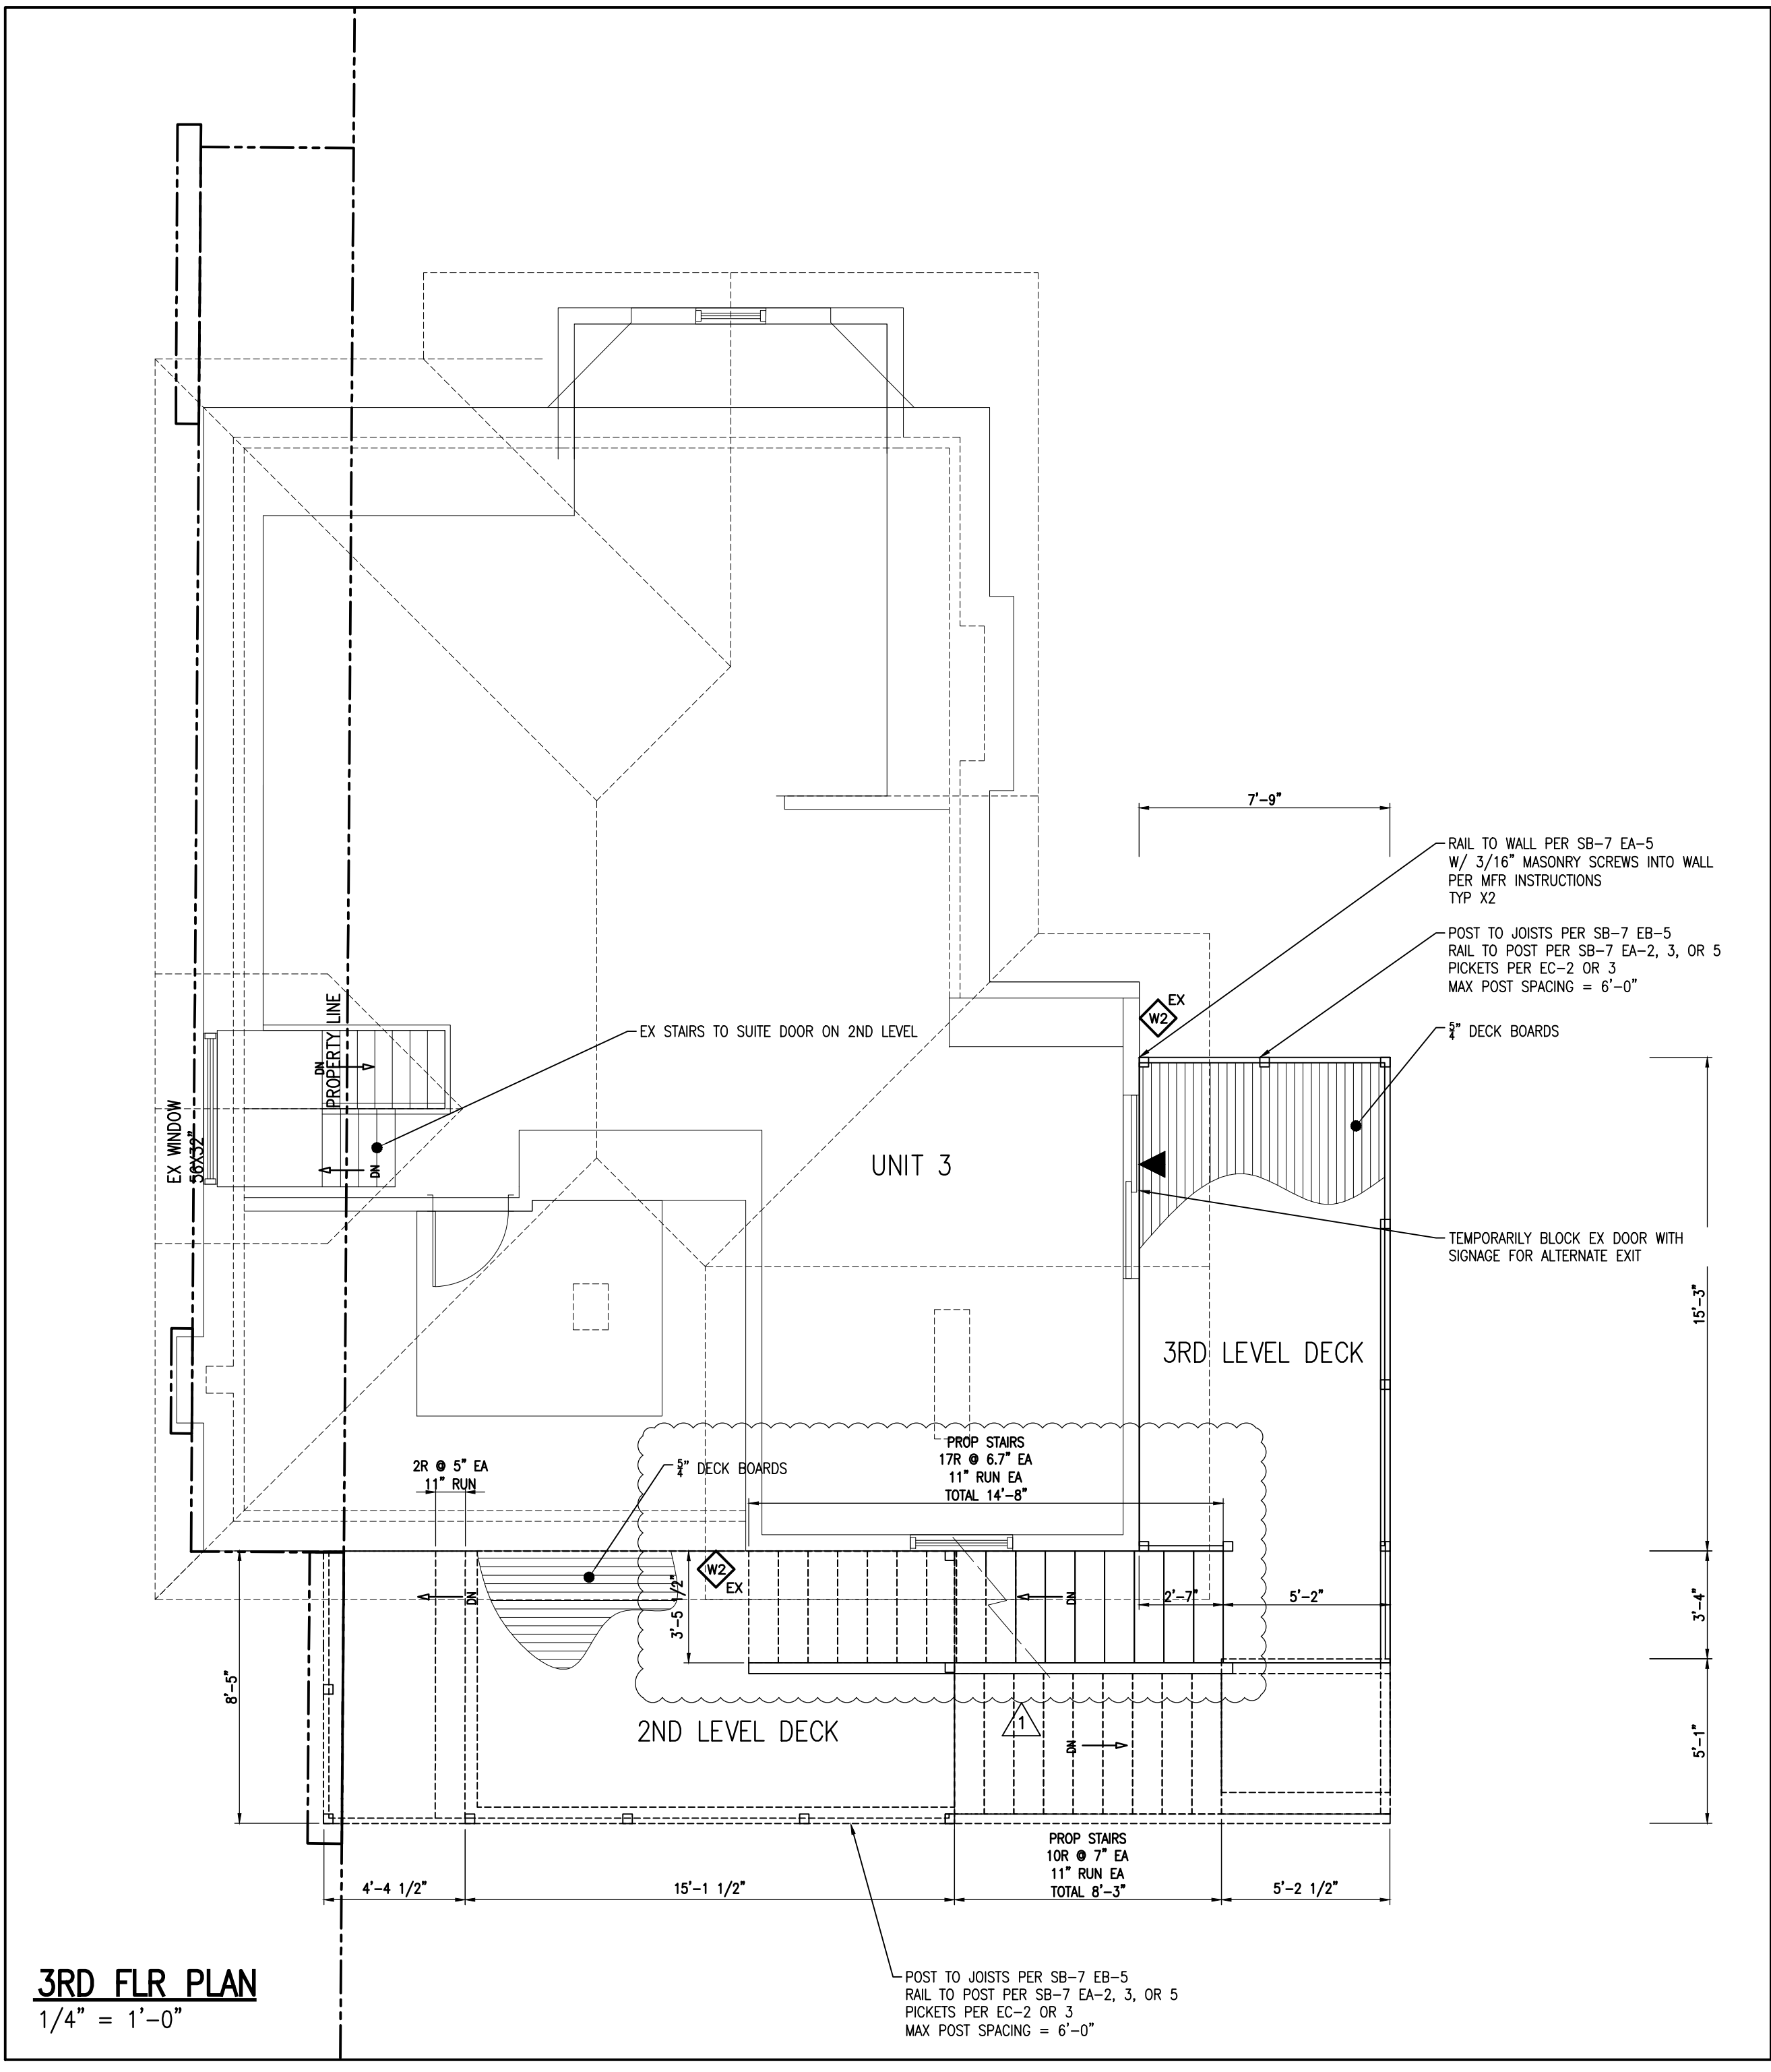 7'-9"
RAIL TO WALL PER SB-7 EA-5
W/ 3/16" MASONRY SCREWS INTO WALL
PER MFR INSTRUCTIONS
TYP X2
POST TO JOISTS PER SB-7 EB-5
RAIL TO POST PER SB-7 EA-2, 3, OR 5
PICKETS PER EC-2 OR 3
MAX POST SPACING = 6'-0"
EX
W2
5/4" DECK BOARDS
EX STAIRS TO SUITE DOOR ON 2ND LEVEL
PROPERTY LINE
DN
EX WINDOW
56X32"
DN
UNIT 3
TEMPORARILY BLOCK EX DOOR WITH
SIGNAGE FOR ALTERNATE EXIT
15'-3"
3RD LEVEL DECK
2R @ 5" EA
11" RUN
5/4" DECK BOARDS
PROP STAIRS
17R @ 6.7" EA
11" RUN EA
TOTAL 14'-8"
W2
EX
DN
3'-5 1/2"
DN
2'-7"
5'-2"
3'-4"
8'-5"
2ND LEVEL DECK
1
DN
5'-1"
PROP STAIRS
10R @ 7" EA
11" RUN EA
TOTAL 8'-3"
4'-4 1/2"
15'-1 1/2"
5'-2 1/2"
POST TO JOISTS PER SB-7 EB-5
RAIL TO POST PER SB-7 EA-2, 3, OR 5
PICKETS PER EC-2 OR 3
MAX POST SPACING = 6'-0"
3RD FLR PLAN
1/4" = 1'-0"